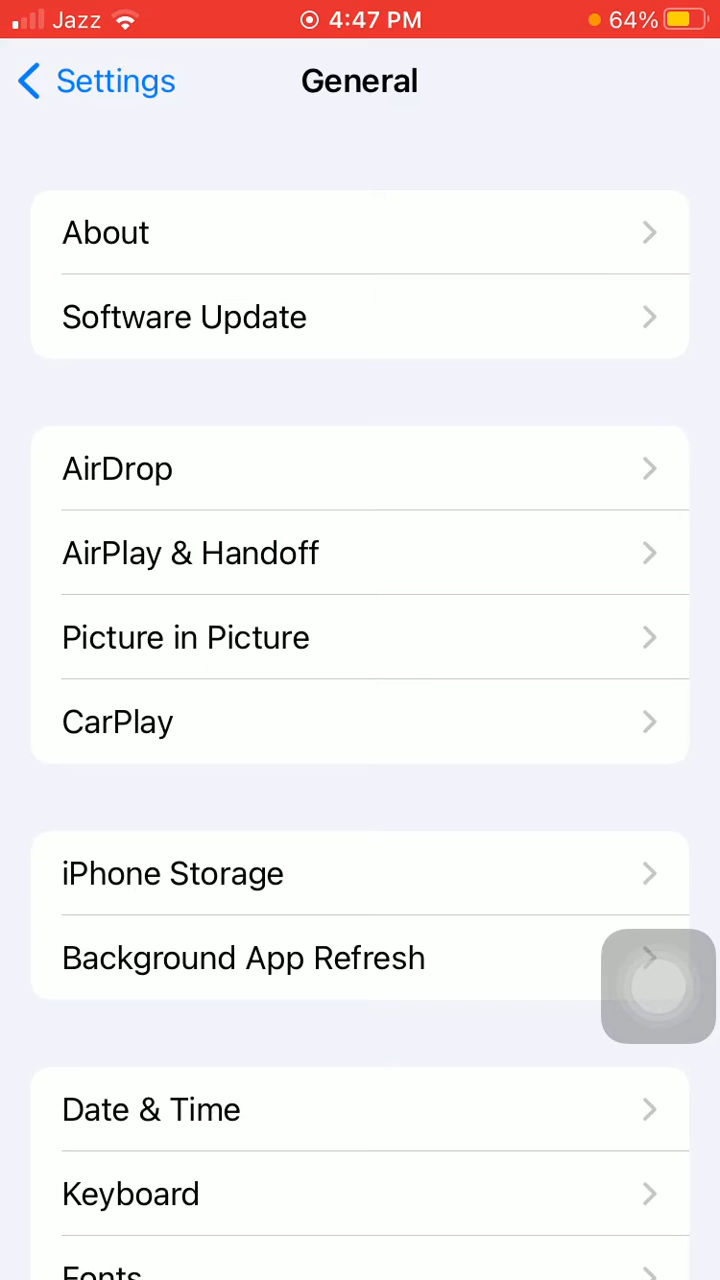 Jazz 4:47 PM 64%
Settings General
About
Software Update
AirDrop
AirPlay & Handoff
Picture in Picture
CarPlay
iPhone Storage
Background App Refresh
Date & Time
Keyboard
Fonts